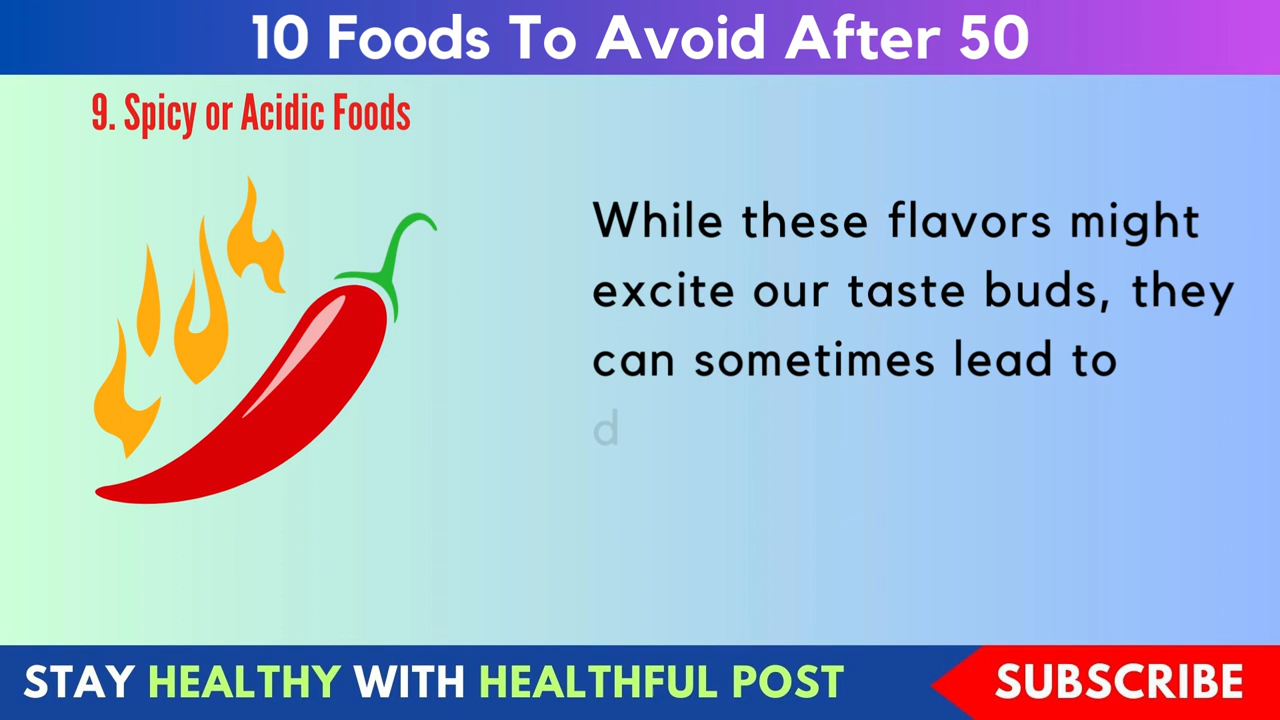 10 Foods To Avoid After 50
9. Spicy or Acidic Foods
While these flavors might
excite our taste buds, they
can sometimes lead to
d
STAY HEALTHY WITH HEALTHFUL POST
SUBSCRIBE